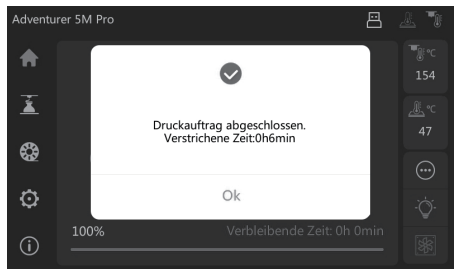 Adventurer 5M Pro
°C
154
Druckauftrag abgeschlossen.
Verstrichene Zeit:0h6min
°C
47
Ok
100%
Verbleibende Zeit: 0h 0min